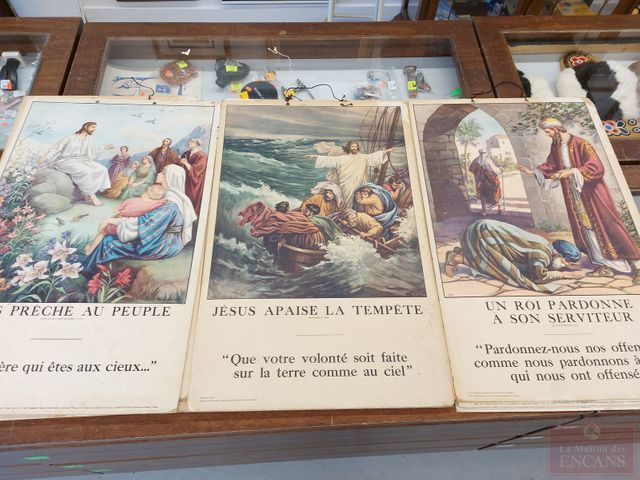 S PRÊCHE AU PEUPLE
ère qui êtes aux cieux..."
JÉSUS APAISE LA TEMPÊTE
"Que votre volonté soit faite
sur la terre comme au ciel"
UN ROI PARDONNE
À SON SERVITEUR
"Pardonnez-nous nos offen
comme nous pardonnons à
qui nous ont offensé
La Maison des
ENCANS